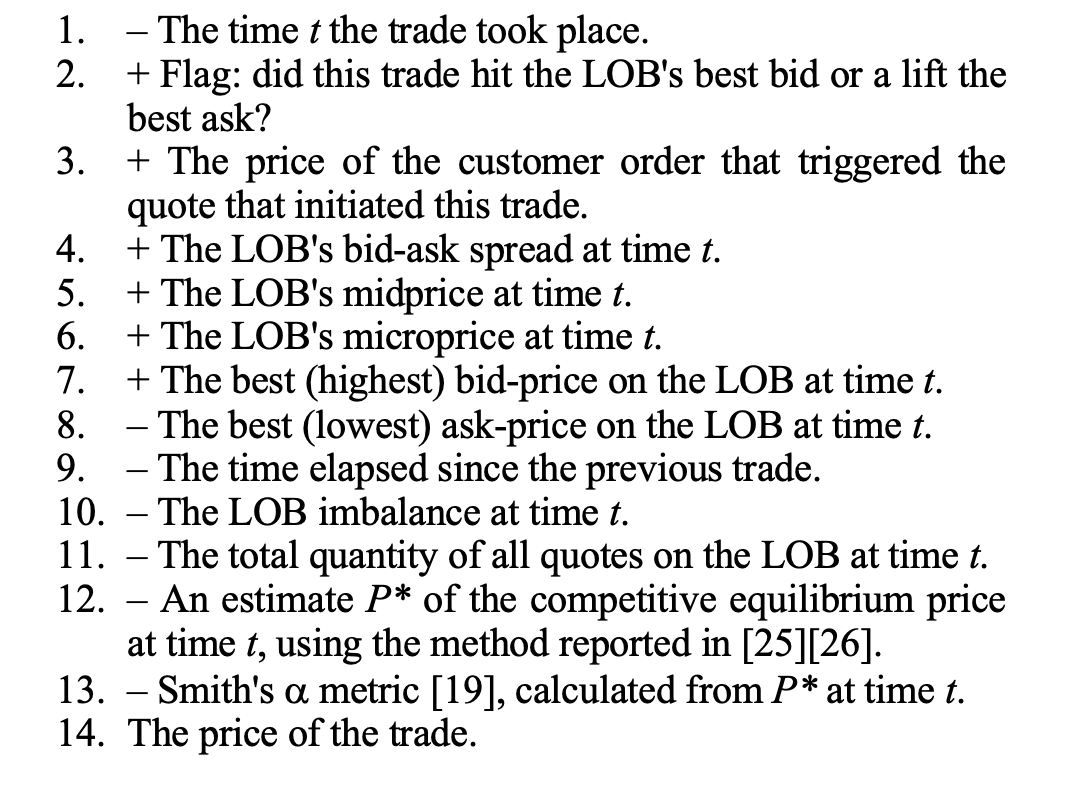 1. – The time t the trade took place.
2. + Flag: did this trade hit the LOB's best bid or a lift the
best ask?
3. + The price of the customer order that triggered the
quote that initiated this trade.
4. + The LOB's bid-ask spread at time t.
5. + The LOB's midprice at time t.
6. + The LOB's microprice at time t.
7. + The best (highest) bid-price on the LOB at time t.
8. – The best (lowest) ask-price on the LOB at time t.
9. – The time elapsed since the previous trade.
10. – The LOB imbalance at time t.
11. – The total quantity of all quotes on the LOB at time t.
12. – An estimate P* of the competitive equilibrium price
at time t, using the method reported in [25][26].
13. – Smith's α metric [19], calculated from P* at time t.
14. The price of the trade.